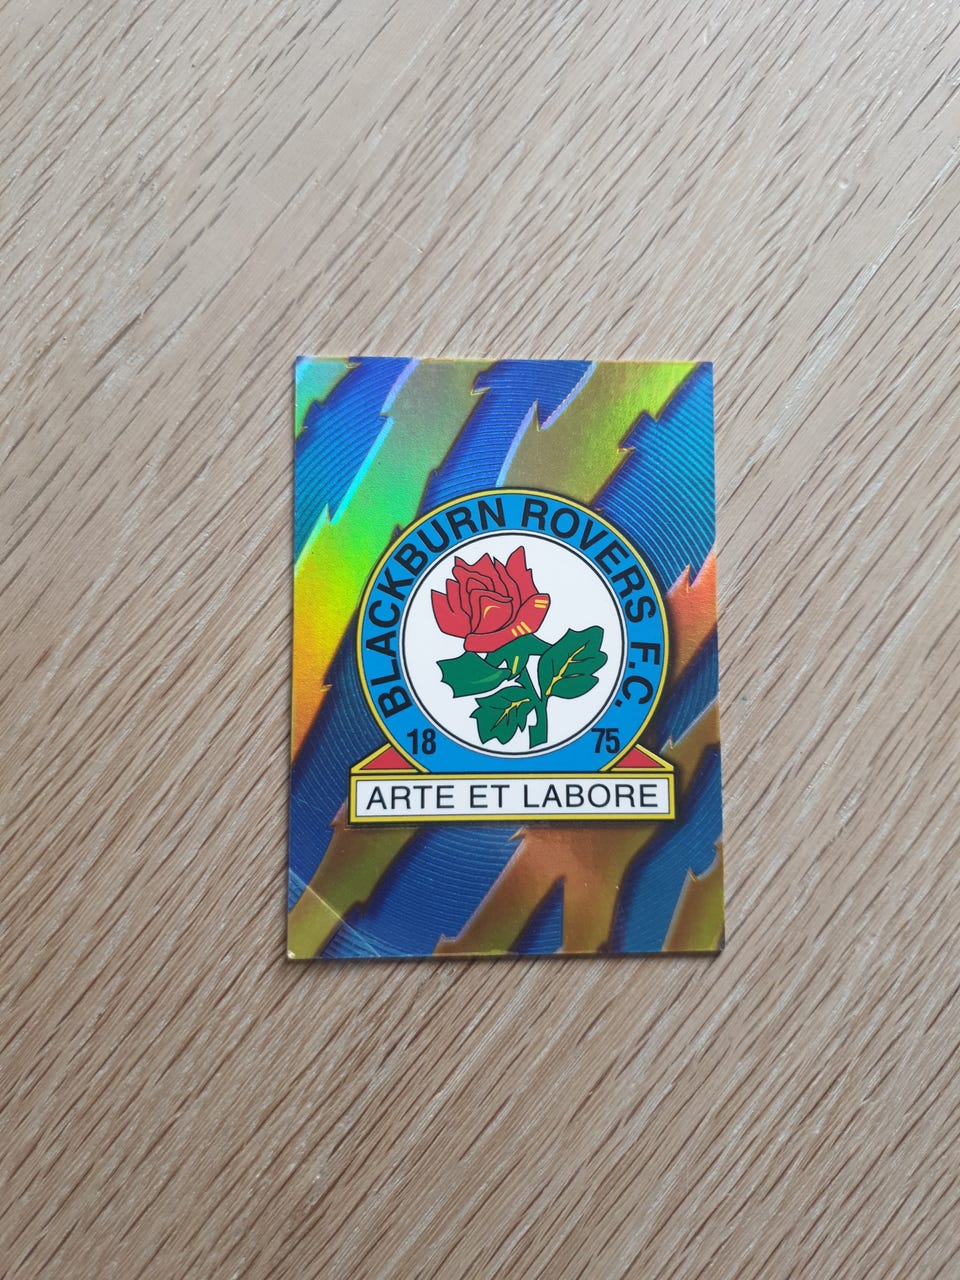 BLACKBURN ROVERS F.C.
18 75
ARTE ET LABORE